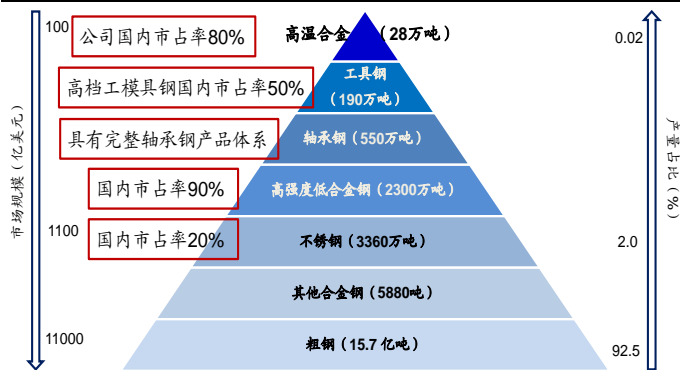 100
公司国内市占率80%
高温合金
（28万吨）
0.02
高档工模具钢国内市占率50%
工具钢
（190万吨）
具有完整轴承钢产品体系
轴承钢（550万吨）
国内市占率90%
高强度低合金钢（2300万吨）
1100
国内市占率20%
不锈钢（3360万吨）
2.0
其他合金钢（5880吨）
11000
粗钢（15.7 亿吨）
92.5
市场规模（亿美元）
产量占比（%）